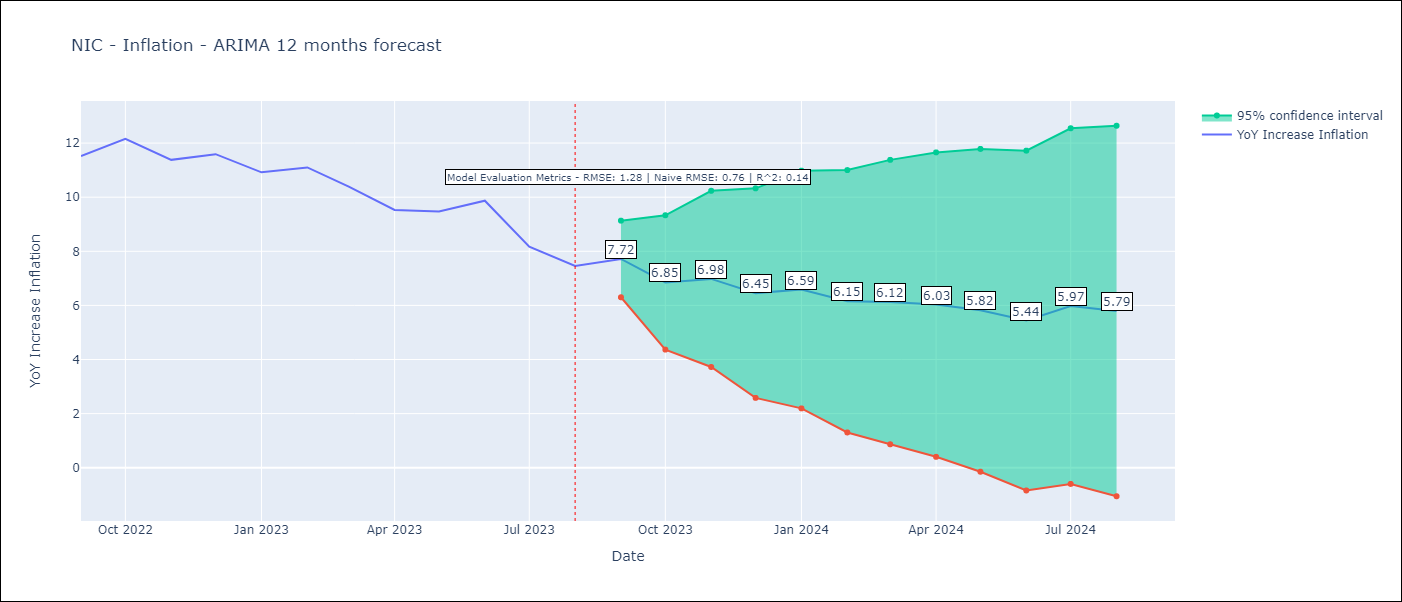 NIC - Inflation - ARIMA 12 months forecast
95% confidence interval
YoY Increase Inflation
Model Evaluation Metrics - RMSE: 1.28 | Naive RMSE: 0.76 | R^2: 0.14
12
10
8
6
4
2
0
YoY Increase Inflation
7.72
6.85
6.98
6.45
6.59
6.15
6.12
6.03
5.82
5.44
5.97
5.79
Oct 2022
Jan 2023
Apr 2023
Jul 2023
Oct 2023
Jan 2024
Apr 2024
Jul 2024
Date